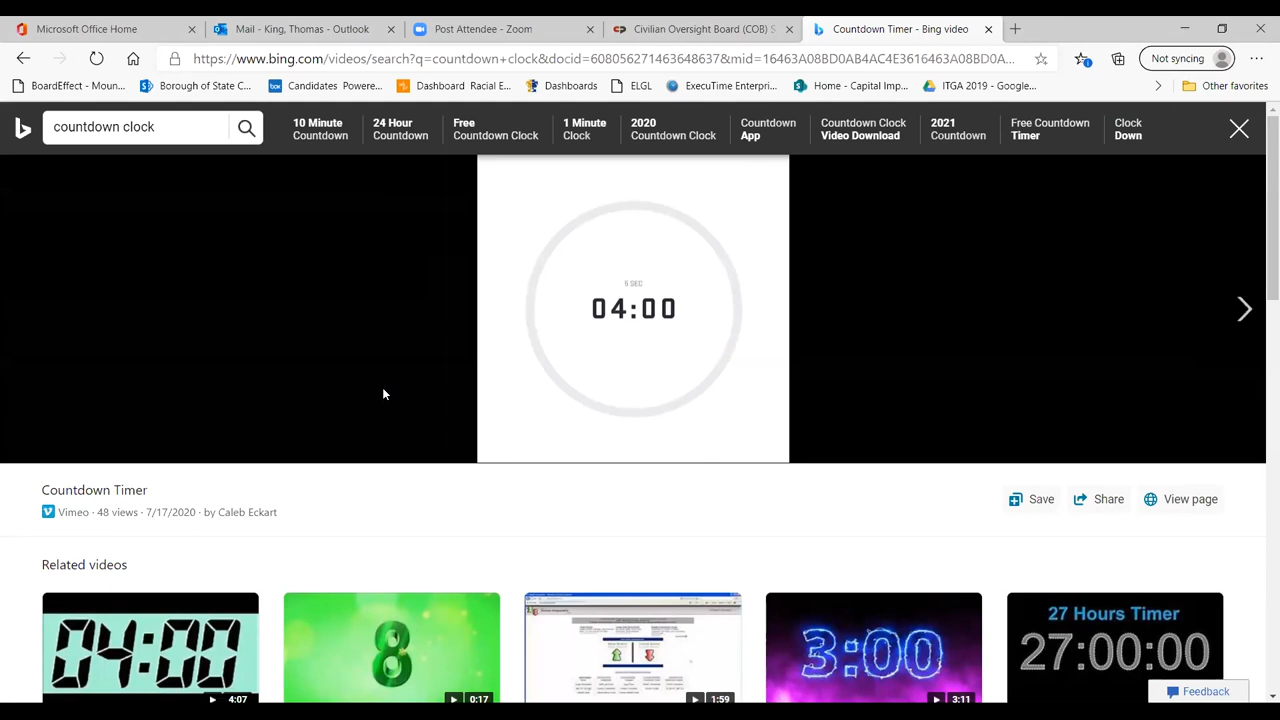 Microsoft Office Home
Mail - King, Thomas - Outlook
Post Attendee - Zoom
Civilian Oversight Board (COB) S
Countdown Timer - Bing video
https://www.bing.com/videos/search?q=countdown+clock&docid=608056271463648637&mid=16463A08BD0AB4AC4E3616463A08BD0A...
Not syncing
BoardEffect - Moun...
Borough of State C...
Candidates Powere...
Dashboard Rebal E...
Dashboards
ELGL
ExecuTime Enterpri...
Home - Capital Imp...
ITGA 2019 - Google...
Other favorites
countdown clock
10 Minute
Countdown
24 Hour
Countdown
Free
Countdown Clock
1 Minute
Clock
2020
Countdown Clock
Countdown
App
Countdown Clock
Video Download
2021
Countdown
Free Countdown
Timer
Clock
Down
04:00
Countdown Timer
Vimeo · 48 views · 7/17/2020 · by Caleb Eckart
Save
Share
View page
Related videos
0:17
1:59
3:00
3:11
27 Hours Timer
27:00:00
Feedback